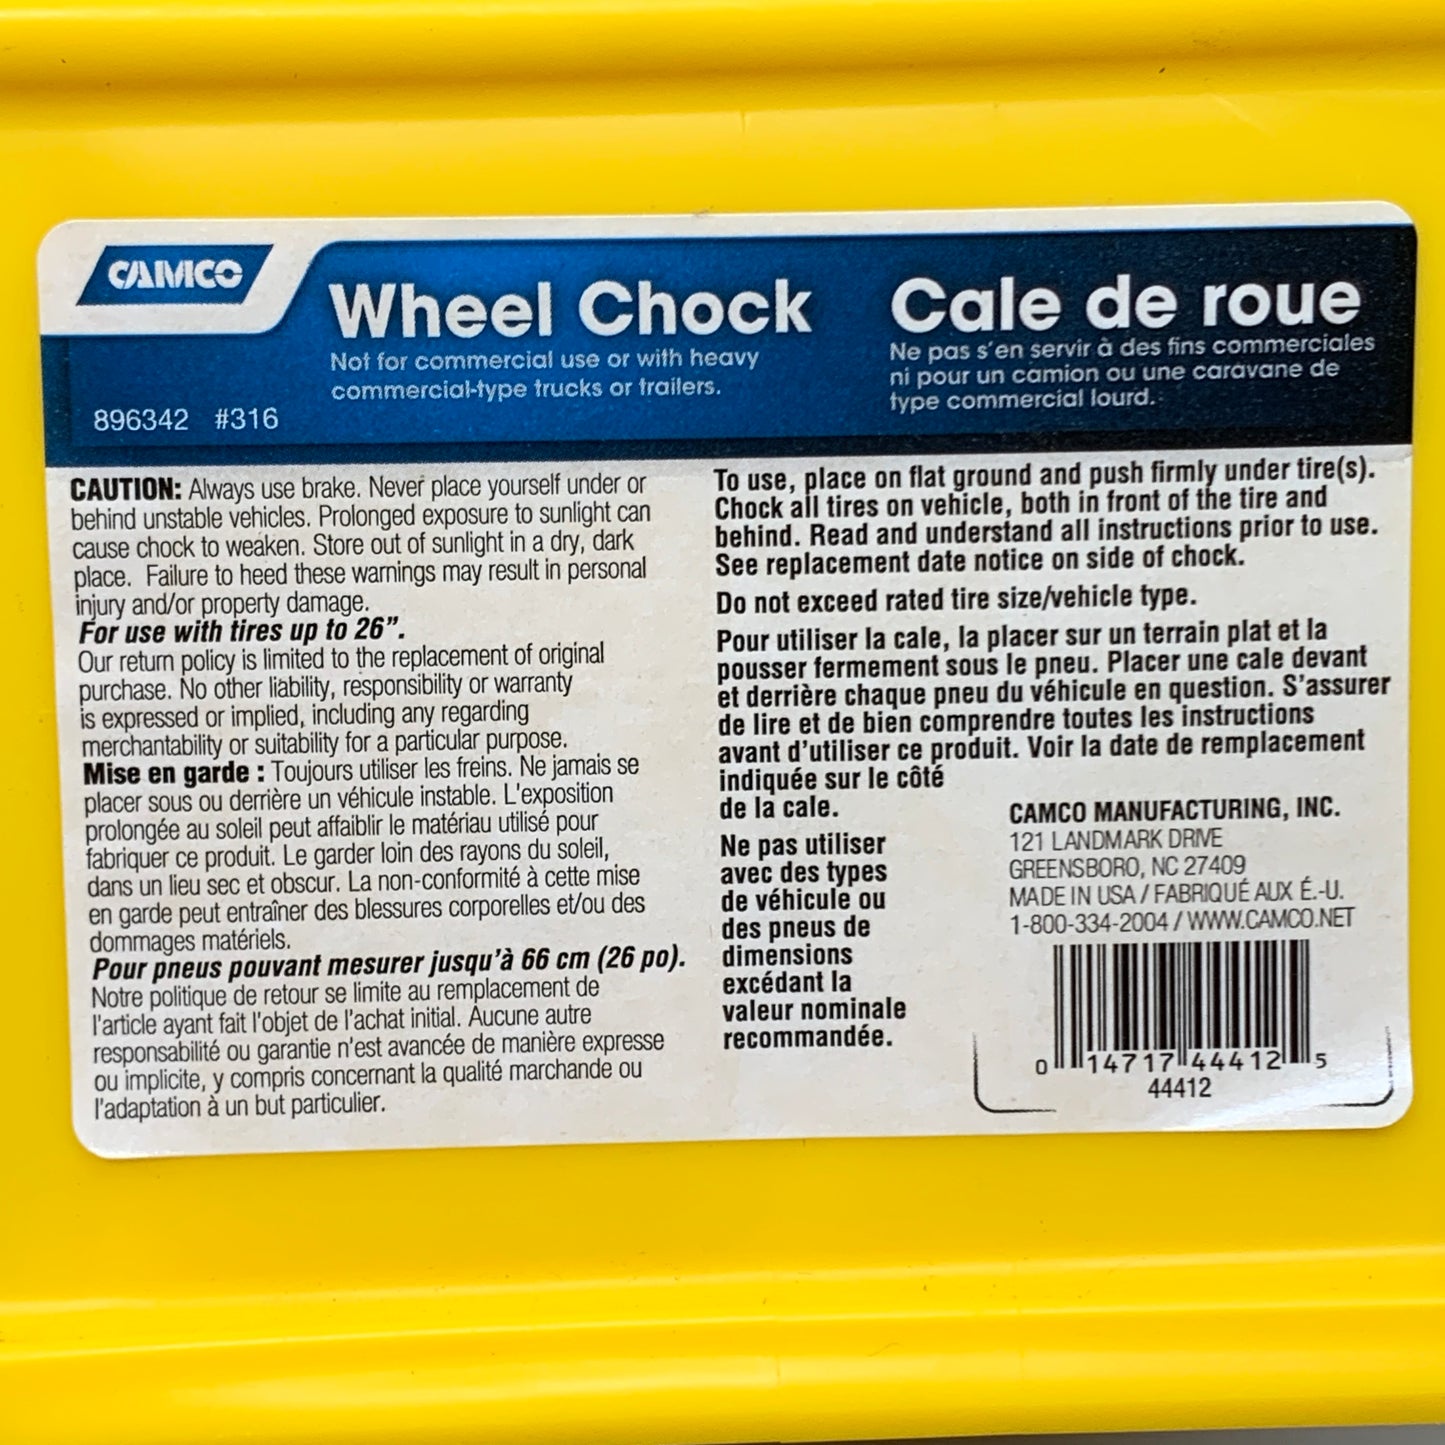 CAMCO
896342 #316
Wheel Chock
Not for commercial use or with heavy
commercial-type trucks or trailers.
Cale de roue
Ne pas s'en servir à des fins commerciales
ni pour un camion ou une caravane de
type commercial lourd.
CAUTION: Always use brake. Never place yourself under or
behind unstable vehicles. Prolonged exposure to sunlight can
cause chock to weaken. Store out of sunlight in a dry, dark
place. Failure to heed these warnings may result in personal
injury and/or property damage.
For use with tires up to 26”.
Our return policy is limited to the replacement of original
purchase. No other liability, responsibility or warranty
is expressed or implied, including any regarding
merchantability or suitability for a particular purpose.
Mise en garde : Toujours utiliser les freins. Ne jamais se
placer sous ou derrière un véhicule instable. L'exposition
prolongée au soleil peut affaiblir le matériau utilisé pour
fabriquer ce produit. Le garder loin des rayons du soleil,
dans un lieu sec et obscur. La non-conformité à cette mise
en garde peut entraîner des blessures corporelles et/ou des
dommages matériels.
Pour pneus pouvant mesurer jusqu'à 66 cm (26 po).
Notre politique de retour se limite au remplacement de
l'article ayant fait l'objet de l'achat initial. Aucune autre
responsabilité ou garantie n'est avancée de manière expresse
ou implicite, y compris concernant la qualité marchande ou
l'adaptation à un but particulier.
To use, place on flat ground and push firmly under tire(s).
Chock all tires on vehicle, both in front of the tire and
behind. Read and understand all instructions prior to use.
See replacement date notice on side of chock.
Do not exceed rated tire size/vehicle type.
Pour utiliser la cale, la placer sur un terrain plat et la
pousser fermement sous le pneu. Placer une cale devant
et derrière chaque pneu du véhicule en question. S'assurer
de lire et de bien comprendre toutes les instructions
avant d'utiliser ce produit. Voir la date de remplacement
indiquée sur le côté
de la cale.
Ne pas utiliser
avec des types
de véhicule ou
des pneus de
dimensions
excédant la
valeur nominale
recommandée.
CAMCO MANUFACTURING, INC.
121 LANDMARK DRIVE
GREENSBORO, NC 27409
MADE IN USA / FABRIQUÉ AUX É.-U.
1-800-334-2004 / WWW.CAMCO.NET
0 14717 44412 5
44412